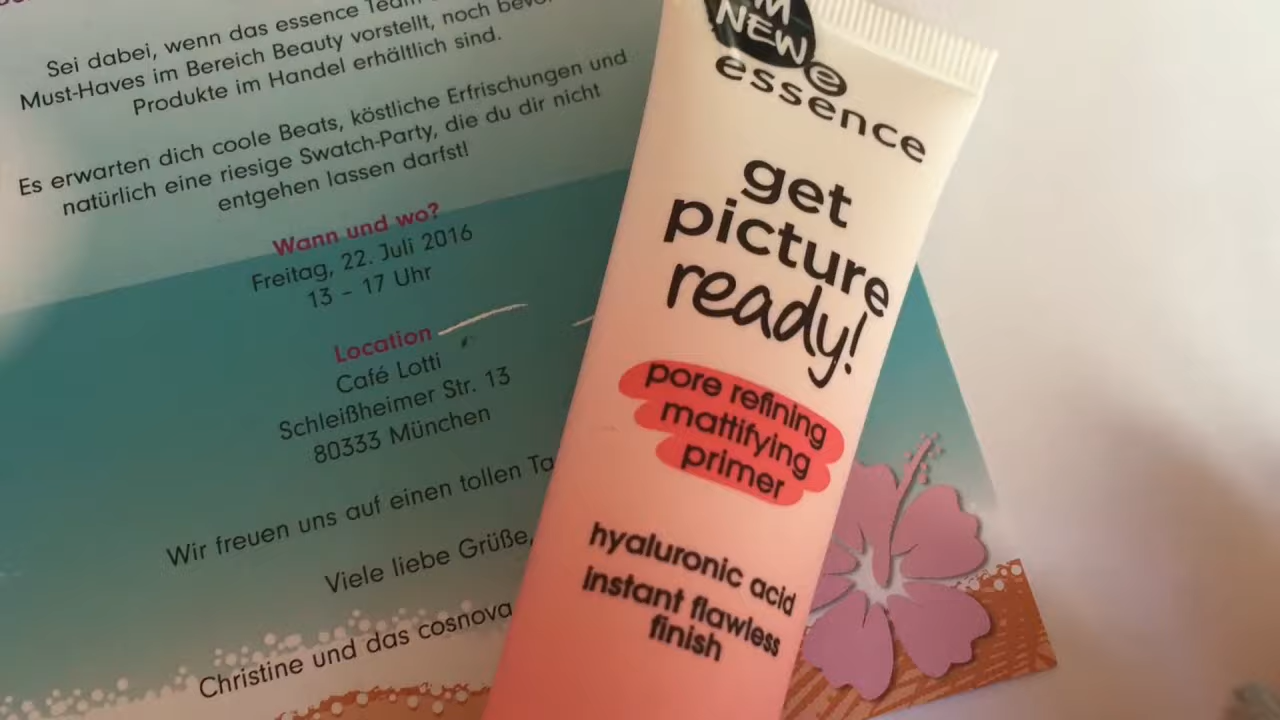 Sei dabei, wenn das essence Team
Must-Haves im Bereich Beauty vorstellt, noch
Produkte im Handel erhältlich sind.
Es erwarten dich coole Beats, köstliche Erfrischungen und
natürlich eine riesige Swatch-Party, die du dir nicht
entgehen lassen darfst!
Wann und wo?
Freitag, 22. Juli 2016
13 - 17 Uhr
Location
Café Lotti
Schleißheimer Str. 13
80333 München
Wir freuen uns auf einen tollen Ta
Viele liebe Grüße,
Christine und das cosnova
NEW
essence
get
picture
ready!
pore refining
mattifying
primer
hyaluronic acid
instant flawless
finish